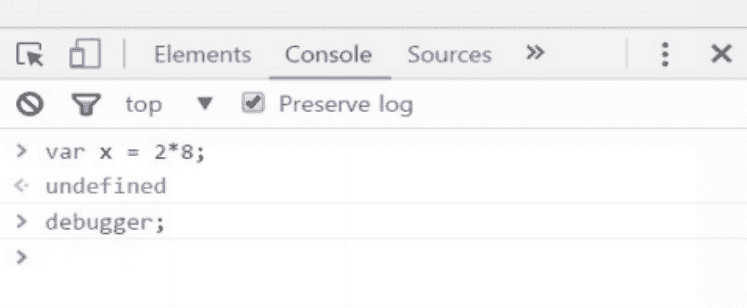 Elements Console Sources »
top ▼ Preserve log
> var x = 2*8;
<· undefined
> debugger;
>